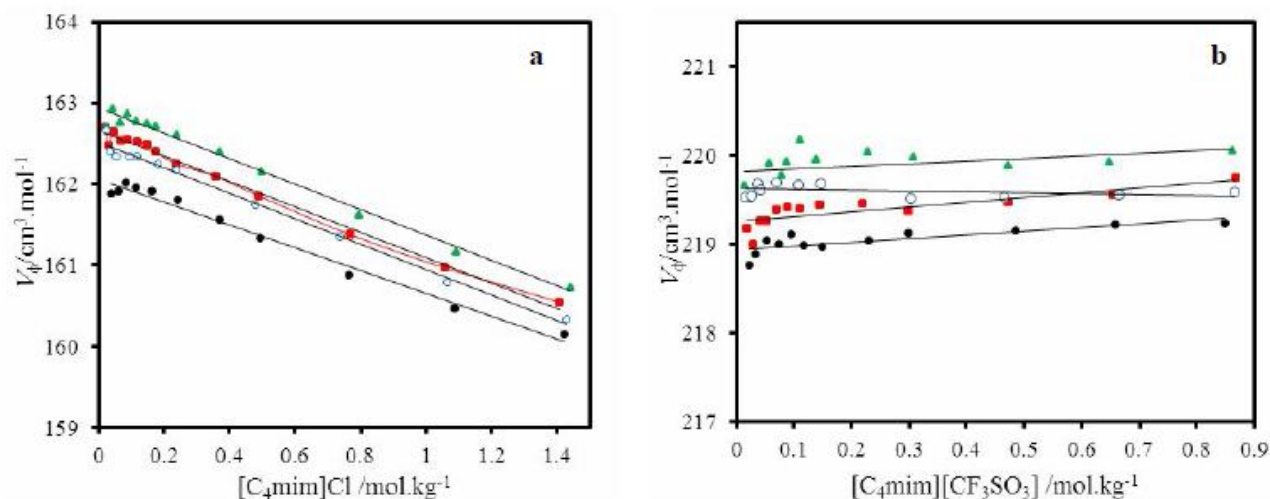 a
164
163
162
161
160
159
V_ϕ/cm³.mol⁻¹
0 0.2 0.4 0.6 0.8 1 1.2 1.4
[C₄mim]Cl /mol.kg⁻¹
b
221
220
219
218
217
V_ϕ/cm³.mol⁻¹
0 0.1 0.2 0.3 0.4 0.5 0.6 0.7 0.8 0.9
[C₄mim][CF₃SO₃] /mol.kg⁻¹